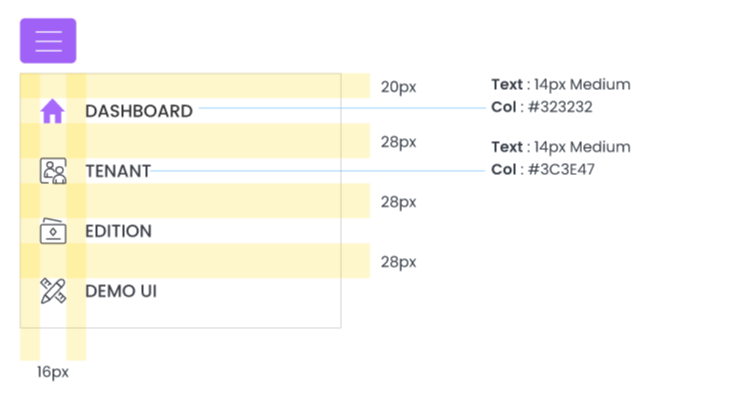 20px
Text : 14px Medium
DASHBOARD
Col : #323232
28px
Text : 14px Medium
TENANT
Col : #3C3E47
28px
EDITION
28px
DEMO UI
16px